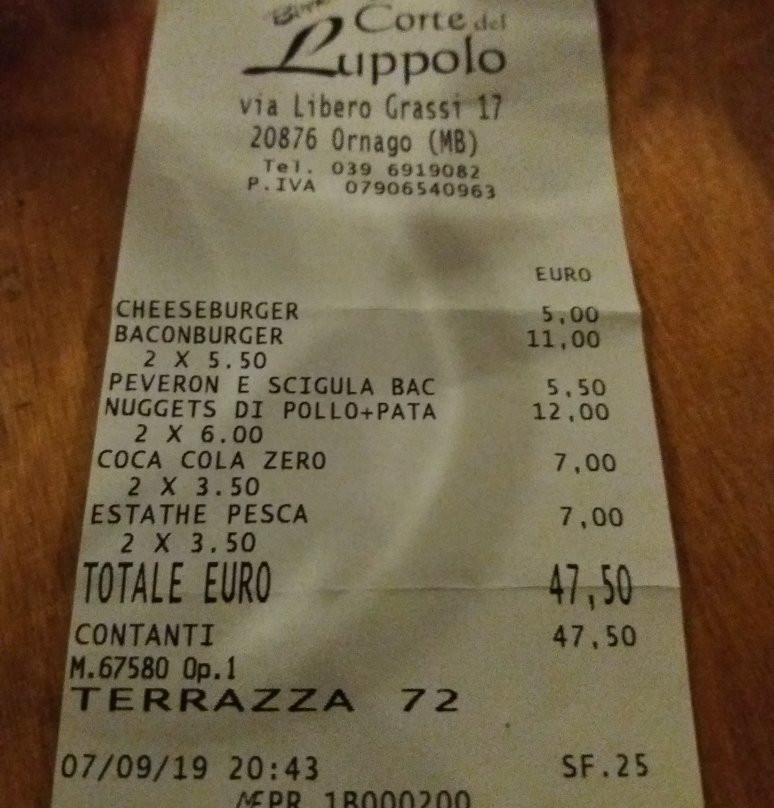 Corte del
Luppolo
via Libero Grassi 17
20876 Ornago (MB)
Tel. 039 6919082
P.IVA 07906540963
EURO
CHEESEBURGER 5,00
BACONBURGER 11,00
2 X 5.50
PEVERON E SCIGULA BAC 5,50
NUGGETS DI POLLO+PATA 12,00
2 X 6.00
COCA COLA ZERO 7,00
2 X 3.50
ESTATHE PESCA 7,00
2 X 3.50
TOTALE EURO 47,50
CONTANTI 47,50
M.67580 Op.1
TERRAZZA 72
07/09/19 20:43 SF.25
1B000200